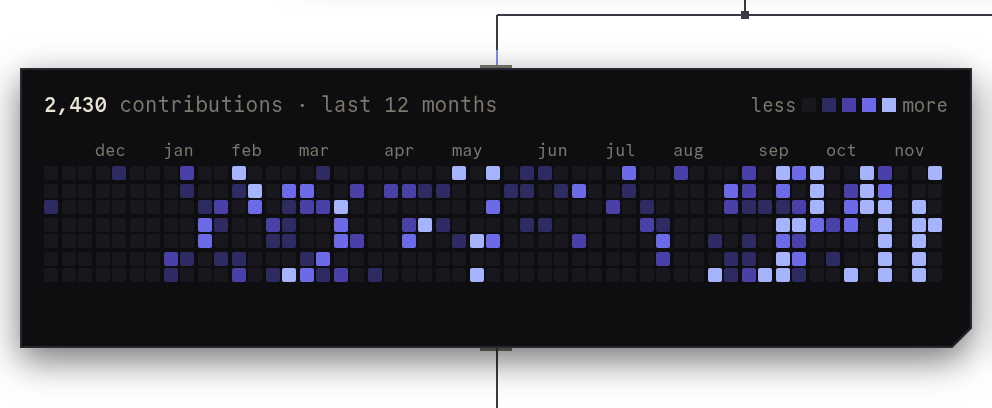 2,430 contributions · last 12 months
less more
dec jan feb mar apr may jun jul aug sep oct nov